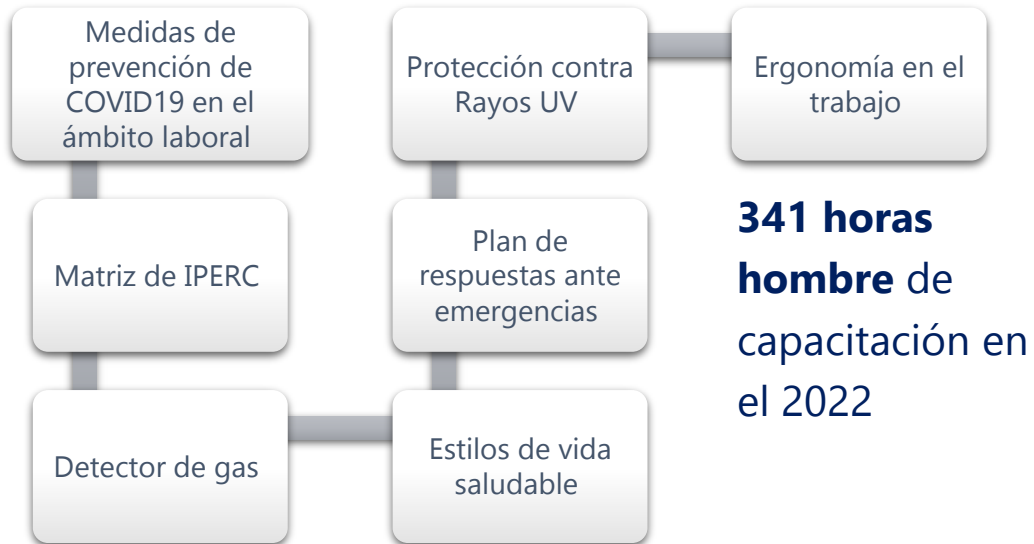 Medidas de
prevención de
COVID19 en el
ámbito laboral
Matriz de IPERC
Detector de gas
Estilos de vida
saludable
Plan de
respuestas ante
emergencias
Protección contra
Rayos UV
Ergonomía en el
trabajo
341 horas
hombre de
capacitación en
el 2022